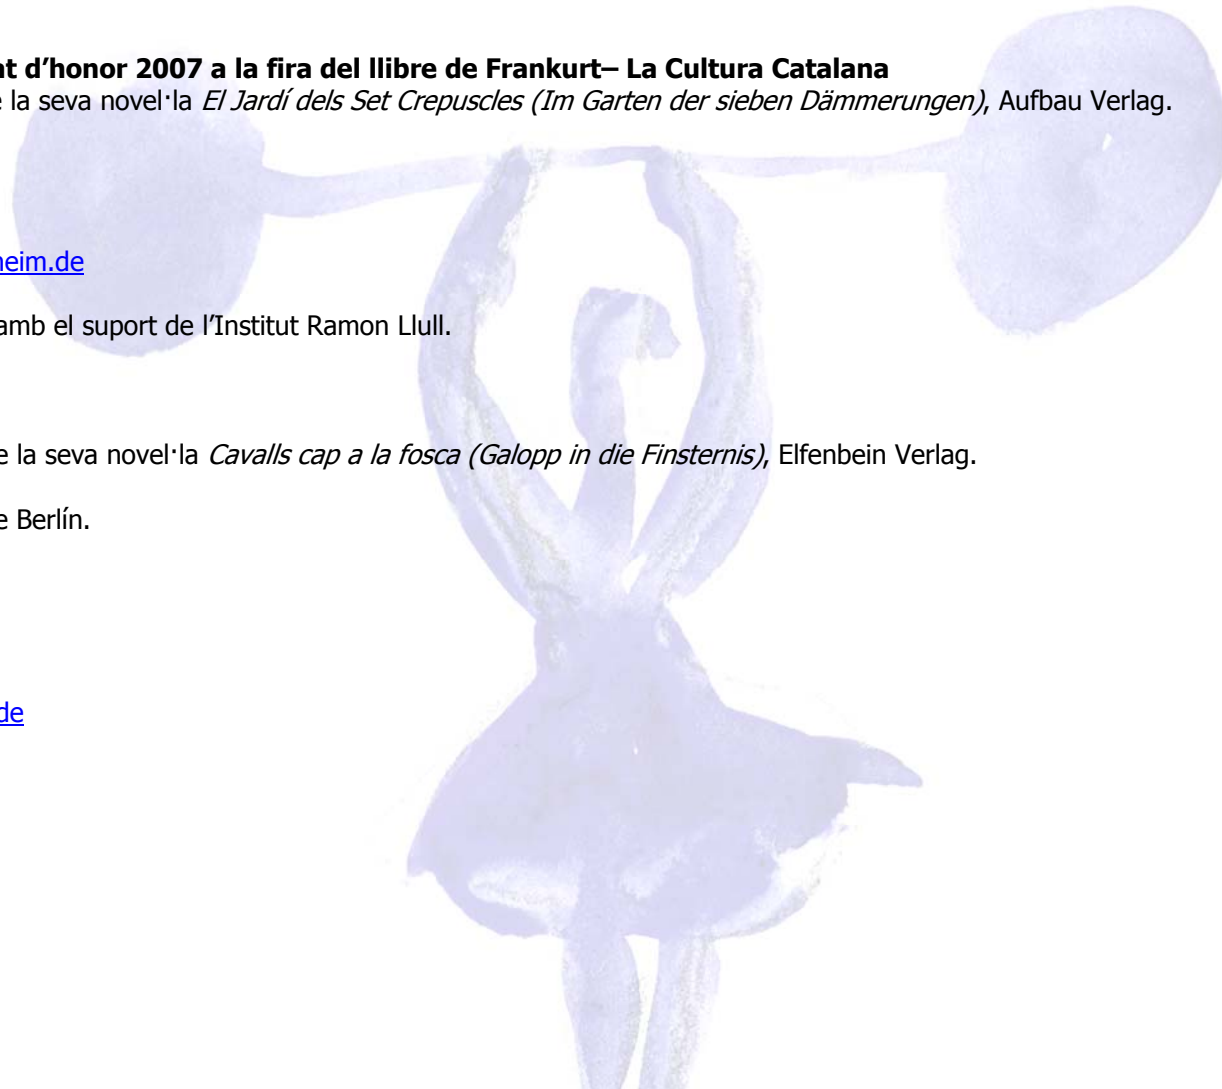 at d’honor 2007 a la fira del llibre de Frankurt– La Cultura Catalana
e la seva novel·la El Jardí dels Set Crepuscles (Im Garten der sieben Dämmerungen), Aufbau Verlag.
neim.de
amb el suport de l’Institut Ramon Llull.
e la seva novel·la Cavalls cap a la fosca (Galopp in die Finsternis), Elfenbein Verlag.
e Berlín.
de